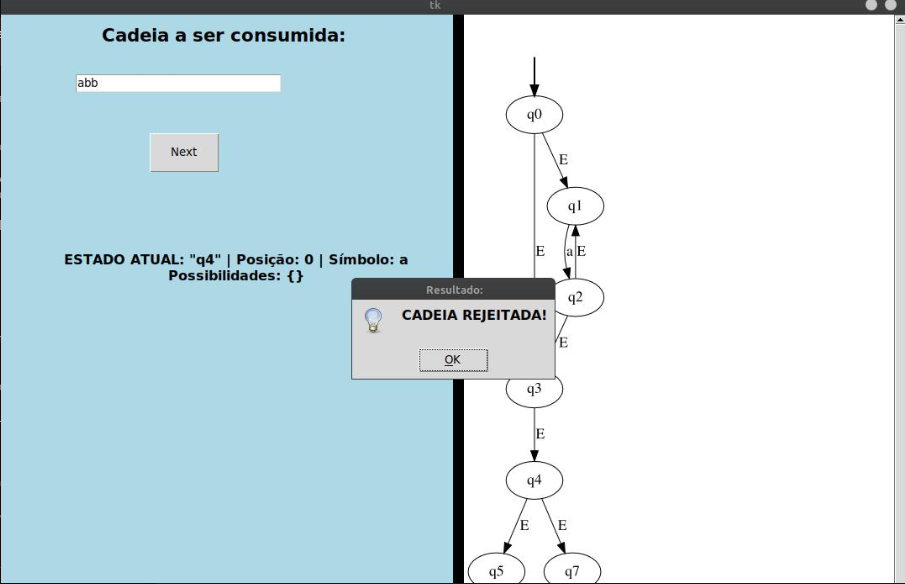 tk
Cadeia a ser consumida:
abb
Next
ESTADO ATUAL: "q4" | Posição: 0 | Símbolo: a
Possibilidades: {}
Resultado:
CADEIA REJEITADA!
OK
q0
E
q1
E
a
E
q2
E
q3
E
q4
E
E
q5
q7